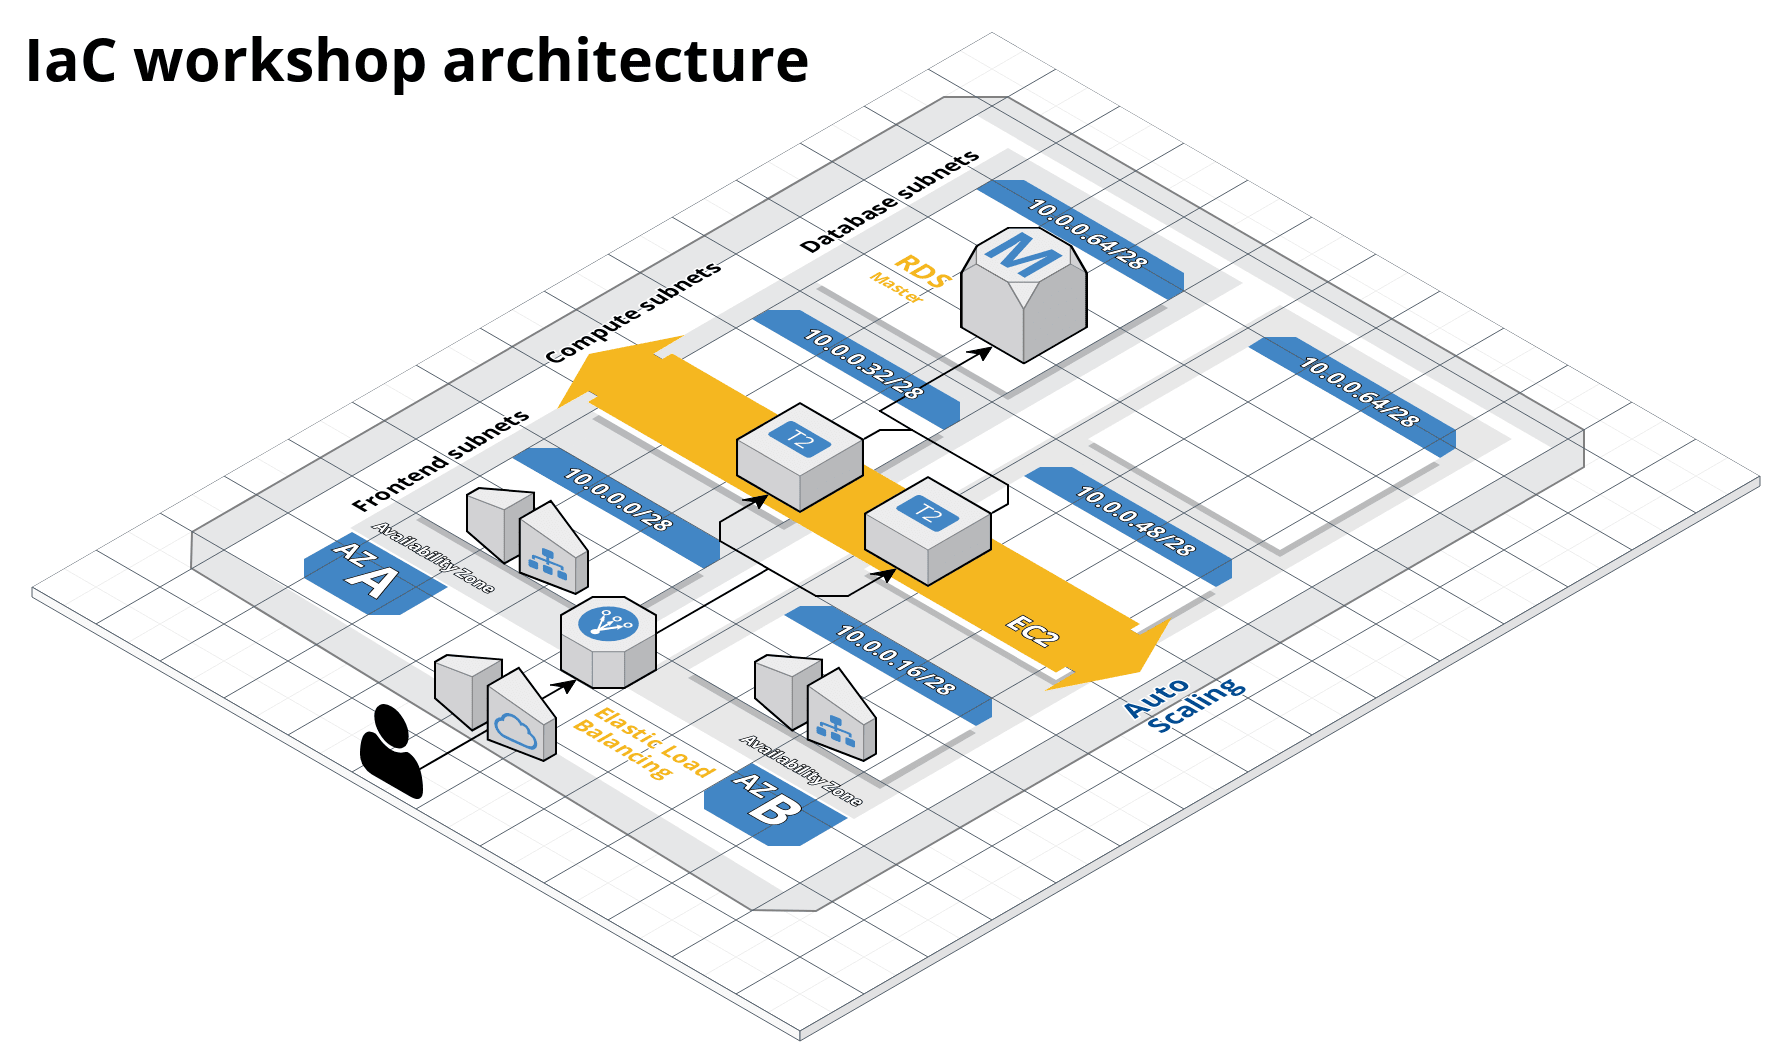 IaC workshop architecture
Database subnets
10.0.0.64/28
M
RDS
Master
Compute subnets
10.0.0.32/28
10.0.0.64/28
T2
Frontend subnets
10.0.0.0/28
T2
10.0.0.48/28
Availability Zone
AZ
A
EC2
10.0.0.16/28
Auto
Scaling
Elastic Load
Balancing
Availability Zone
AZ
B